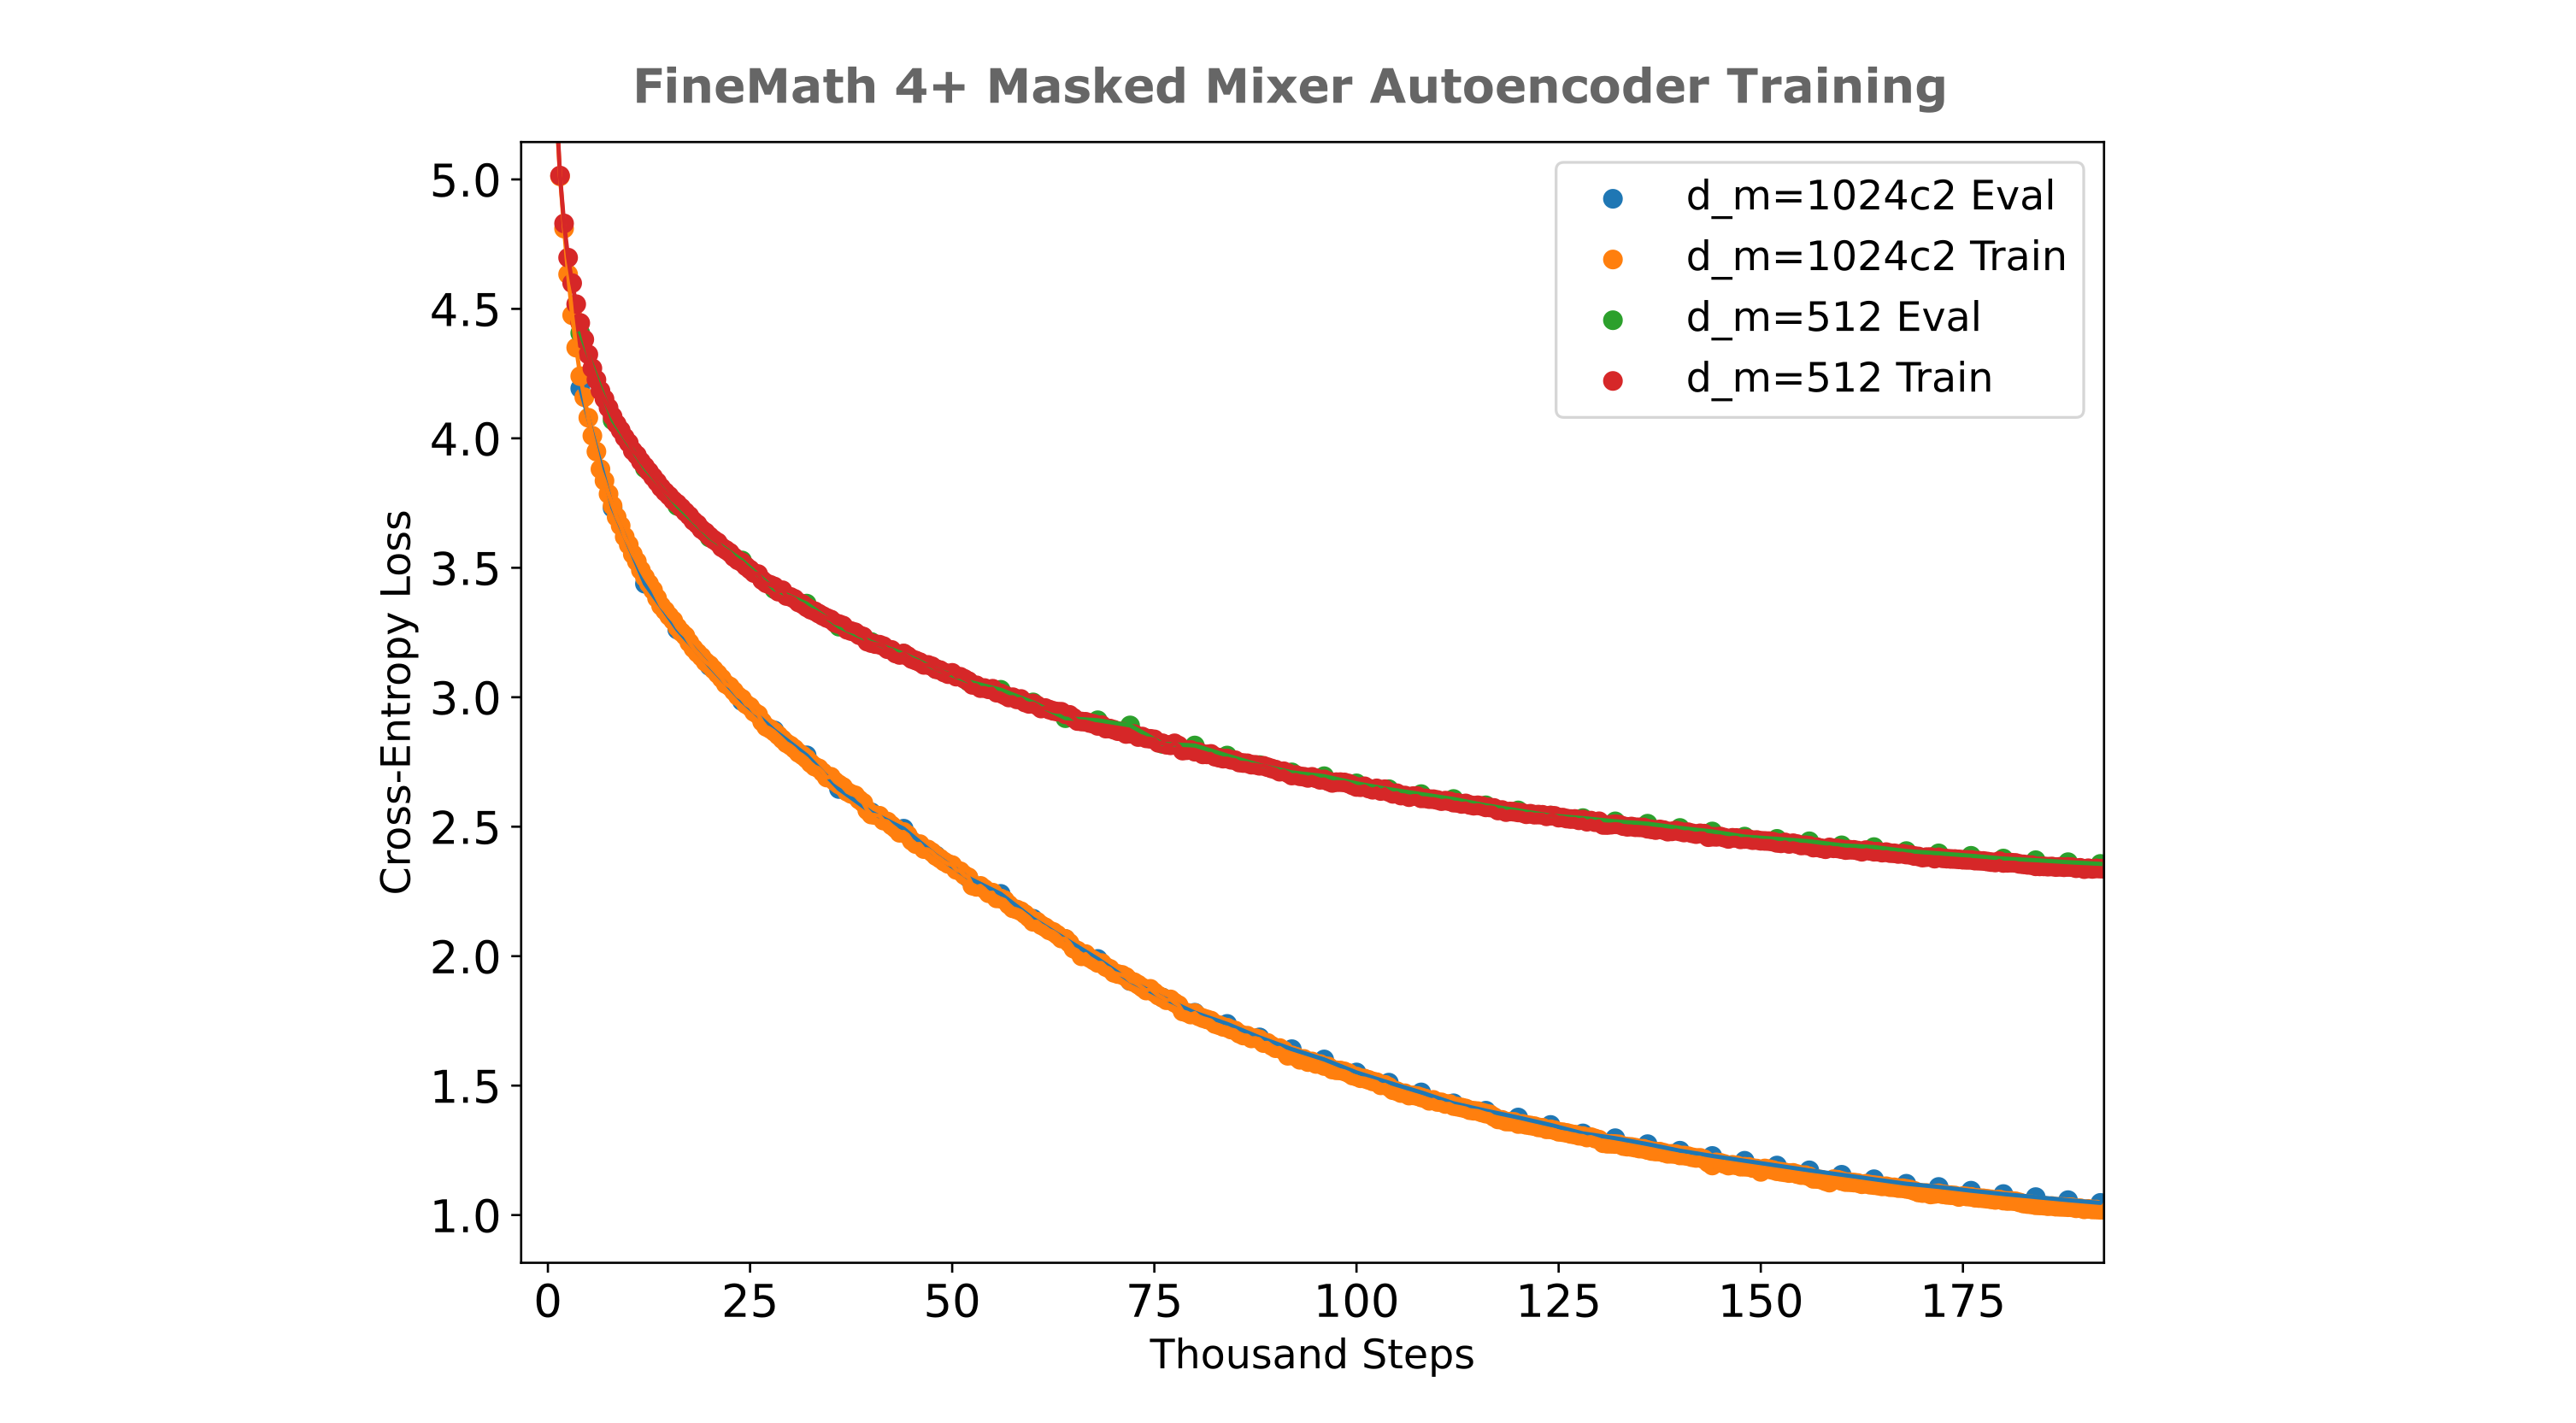 FineMath 4+ Masked Mixer Autoencoder Training
d_m=1024c2 Eval
d_m=1024c2 Train
d_m=512 Eval
d_m=512 Train
Cross-Entropy Loss
5.0
4.5
4.0
3.5
3.0
2.5
2.0
1.5
1.0
0 25 50 75 100 125 150 175
Thousand Steps